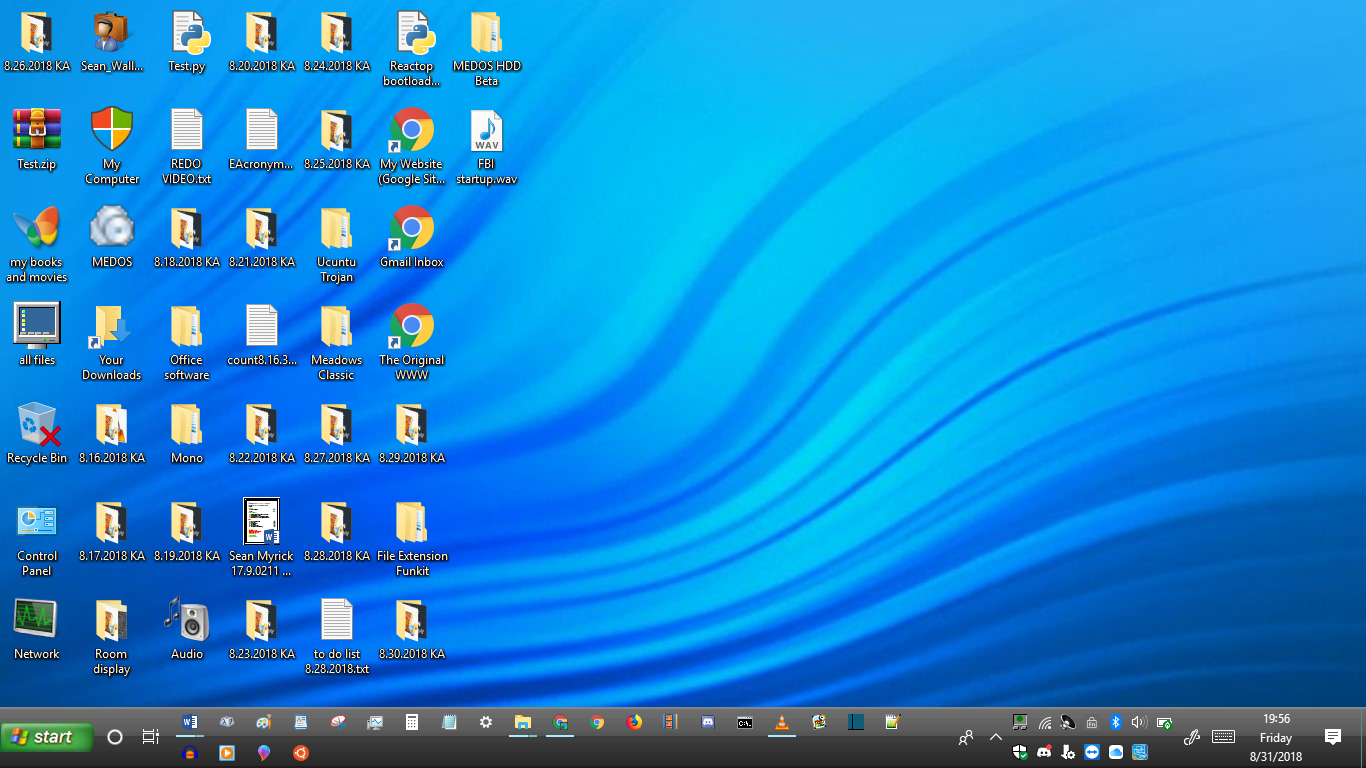 8.26.2018 KA
Sean_Wall...
Test.py
8.20.2018 KA
8.24.2018 KA
Reactop
bootload...
MEDOS HDD
Beta
Test.zip
My
Computer
REDO
VIDEO.txt
EAcronym...
8.25.2018 KA
My Website
(Google Sit...
WAV
FBI
startup.wav
my books
and movies
MEDOS
8.18.2018 KA
8.21.2018 KA
Ucuntu
Trojan
Gmail Inbox
all files
Your
Downloads
Office
software
count8.16.3...
Meadows
Classic
The Original
WWW
Recycle Bin
8.16.2018 KA
Mono
8.22.2018 KA
8.27.2018 KA
8.29.2018 KA
Control
Panel
8.17.2018 KA
8.19.2018 KA
Sean Myrick
17.9.0211 ...
8.28.2018 KA
File Extension
Funkit
Network
Room
display
Audio
8.23.2018 KA
to do list
8.28.2018.txt
8.30.2018 KA
start
19:56
Friday
8/31/2018